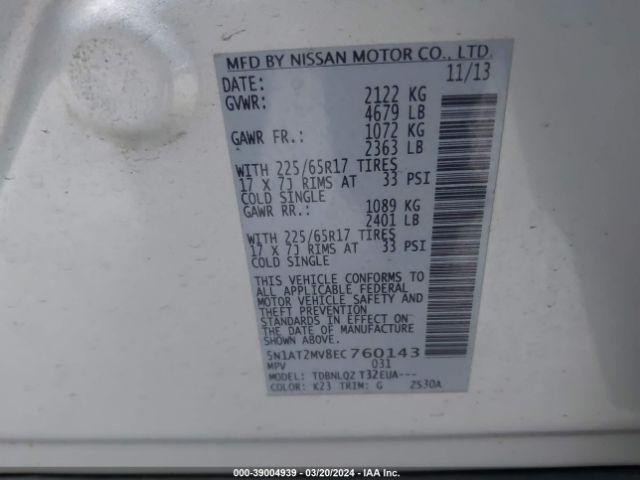 MFD BY NISSAN MOTOR CO., LTD.
DATE: 11/13
GVWR: 2122 KG
4679 LB
GAWR FR.: 1072 KG
2363 LB
WITH 225/65R17 TIRES
17 X 7J RIMS AT 33 PSI
COLD SINGLE
GAWR RR.: 1089 KG
2401 LB
WITH 225/65R17 TIRES
17 X 7J RIMS AT 33 PSI
COLD SINGLE
THIS VEHICLE CONFORMS TO
ALL APPLICABLE FEDERAL
MOTOR VEHICLE SAFETY AND
THEFT PREVENTION
STANDARDS IN EFFECT ON
THE DATE OF MANUFACTURE
SHOWN ABOVE.
5N1AT2MV8EC760143
MPV 031
MODEL: TDBNLQZ T32EUA---
COLOR: K23 TRIM: G 2S30A
000-39004939 - 03/20/2024 - IAA Inc.